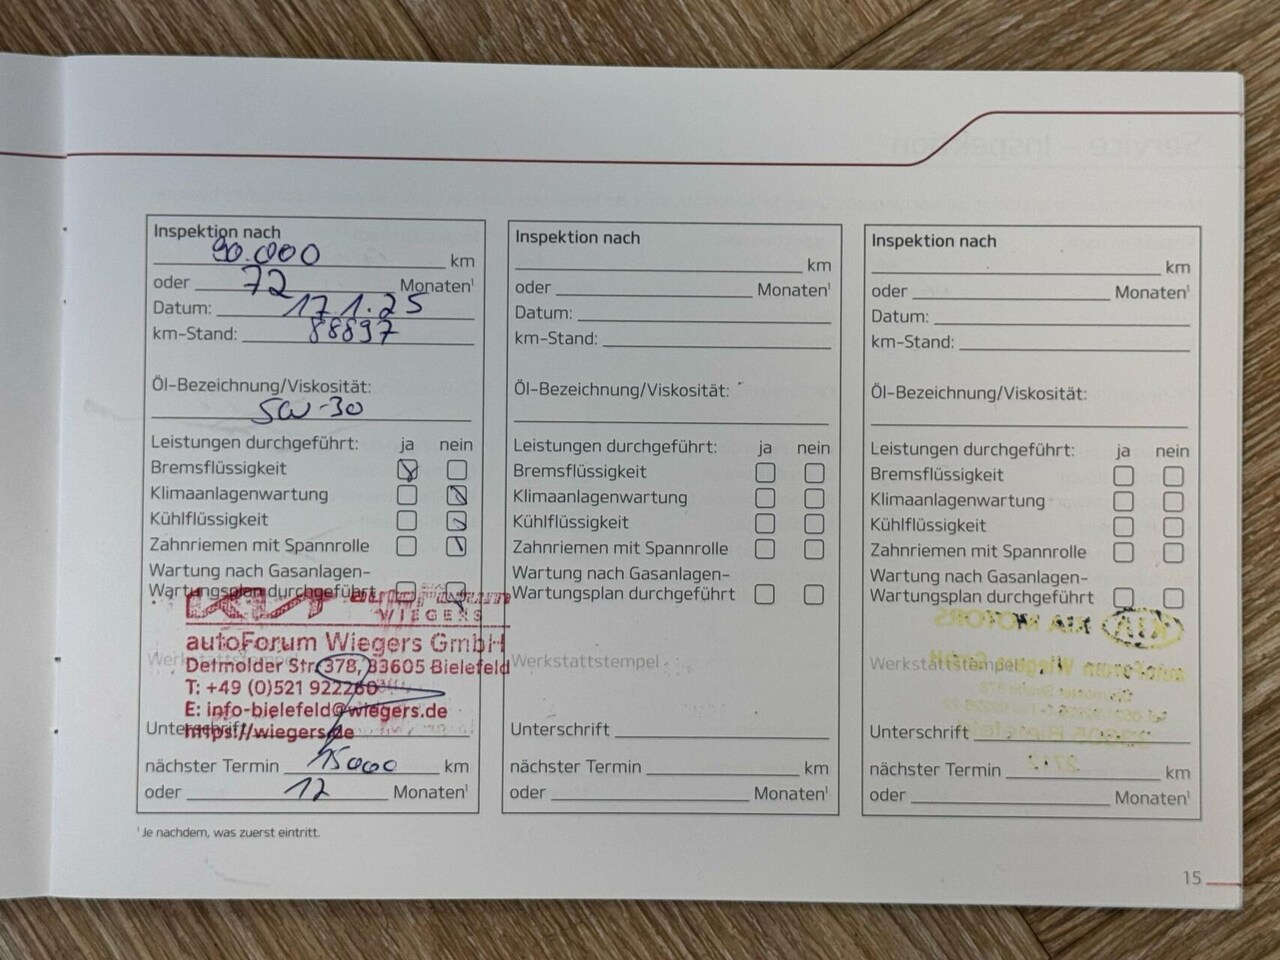 Inspektion nach
90.000 km
oder 72 Monaten¹
Datum: 17.1.25
km-Stand: 88897
Öl-Bezeichnung/Viskosität:
5W-30
Leistungen durchgeführt: ja nein
Bremsflüssigkeit
Klimaanlagenwartung
Kühlflüssigkeit
Zahnriemen mit Spannrolle
Wartung nach Gasanlagen-
Wartungsplan durchgeführt
KIA autoForum
WIEGERS
autoForum Wiegers GmbH
Detmolder Str. 378, 33605 Bielefeld
Werkstattstempel
T: +49 (0)521 922260
E: info-bielefeld@wiegers.de
https://wiegers.de
Unterschrift
nächster Termin 15000 km
oder 12 Monaten¹
Inspektion nach
km
oder Monaten¹
Datum:
km-Stand:
Öl-Bezeichnung/Viskosität:
Leistungen durchgeführt: ja nein
Bremsflüssigkeit
Klimaanlagenwartung
Kühlflüssigkeit
Zahnriemen mit Spannrolle
Wartung nach Gasanlagen-
Wartungsplan durchgeführt
Werkstattstempel
Unterschrift
nächster Termin km
oder Monaten¹
Inspektion nach
km
oder Monaten¹
Datum:
km-Stand:
Öl-Bezeichnung/Viskosität:
Leistungen durchgeführt: ja nein
Bremsflüssigkeit
Klimaanlagenwartung
Kühlflüssigkeit
Zahnriemen mit Spannrolle
Wartung nach Gasanlagen-
Wartungsplan durchgeführt
KIA KIA MOTORS
Werkstattstempel
Unterschrift
nächster Termin km
oder Monaten¹
¹Je nachdem, was zuerst eintritt.
15